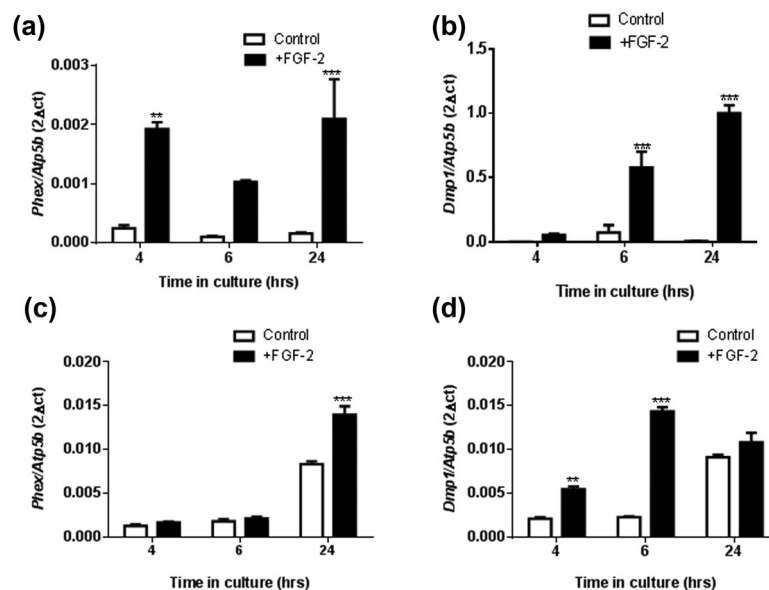 (a)
Control
+FGF-2
Phex/Atp5b (2Δct)
0.003
0.002
0.001
0.000
**
***
4 6 24
Time in culture (hrs)
(b)
Control
+FGF-2
Dmp1/Atp5b (2Δct)
1.5
1.0
0.5
0.0
***
***
4 6 24
Time in culture (hrs)
(c)
Control
+FGF-2
Phex/Atp5b (2Δct)
0.020
0.015
0.010
0.005
0.000
***
4 6 24
Time in culture (hrs)
(d)
Control
+FGF-2
Dmp1/Atp5b (2Δct)
0.020
0.015
0.010
0.005
0.000
**
***
4 6 24
Time in culture (hrs)